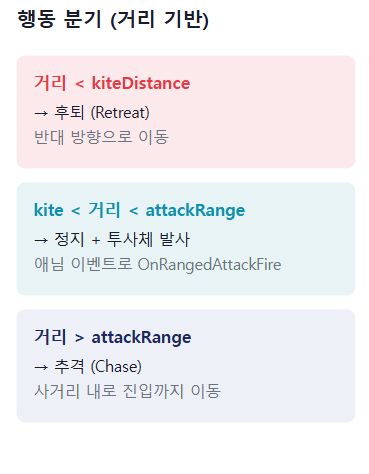 행동 분기 (거리 기반)
거리 < kiteDistance
→ 후퇴 (Retreat)
반대 방향으로 이동
kite < 거리 < attackRange
→ 정지 + 투사체 발사
애님 이벤트로 OnRangedAttackFire
거리 > attackRange
→ 추격 (Chase)
사거리 내로 진입까지 이동